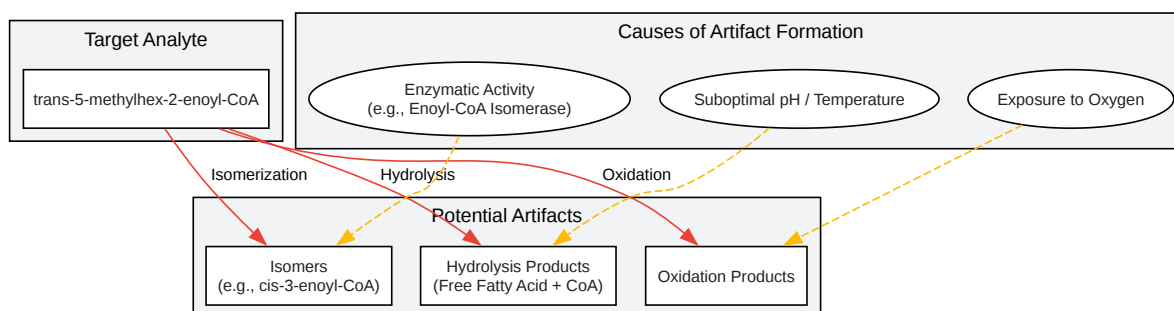 Target Analyte
trans-5-methylhex-2-enoyl-CoA
Causes of Artifact Formation
Enzymatic Activity
(e.g., Enoyl-CoA Isomerase)
Suboptimal pH / Temperature
Exposure to Oxygen
Isomerization
Hydrolysis
Oxidation
Potential Artifacts
Isomers
(e.g., cis-3-enoyl-CoA)
Hydrolysis Products
(Free Fatty Acid + CoA)
Oxidation Products